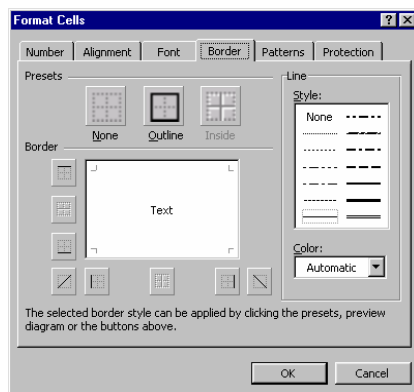 Format Cells
Number Alignment Font Border Patterns Protection
Presets
None Outline Inside
Border
Text
Line
Style:
None
Color:
Automatic
The selected border style can be applied by clicking the presets, preview
diagram or the buttons above.
OK Cancel